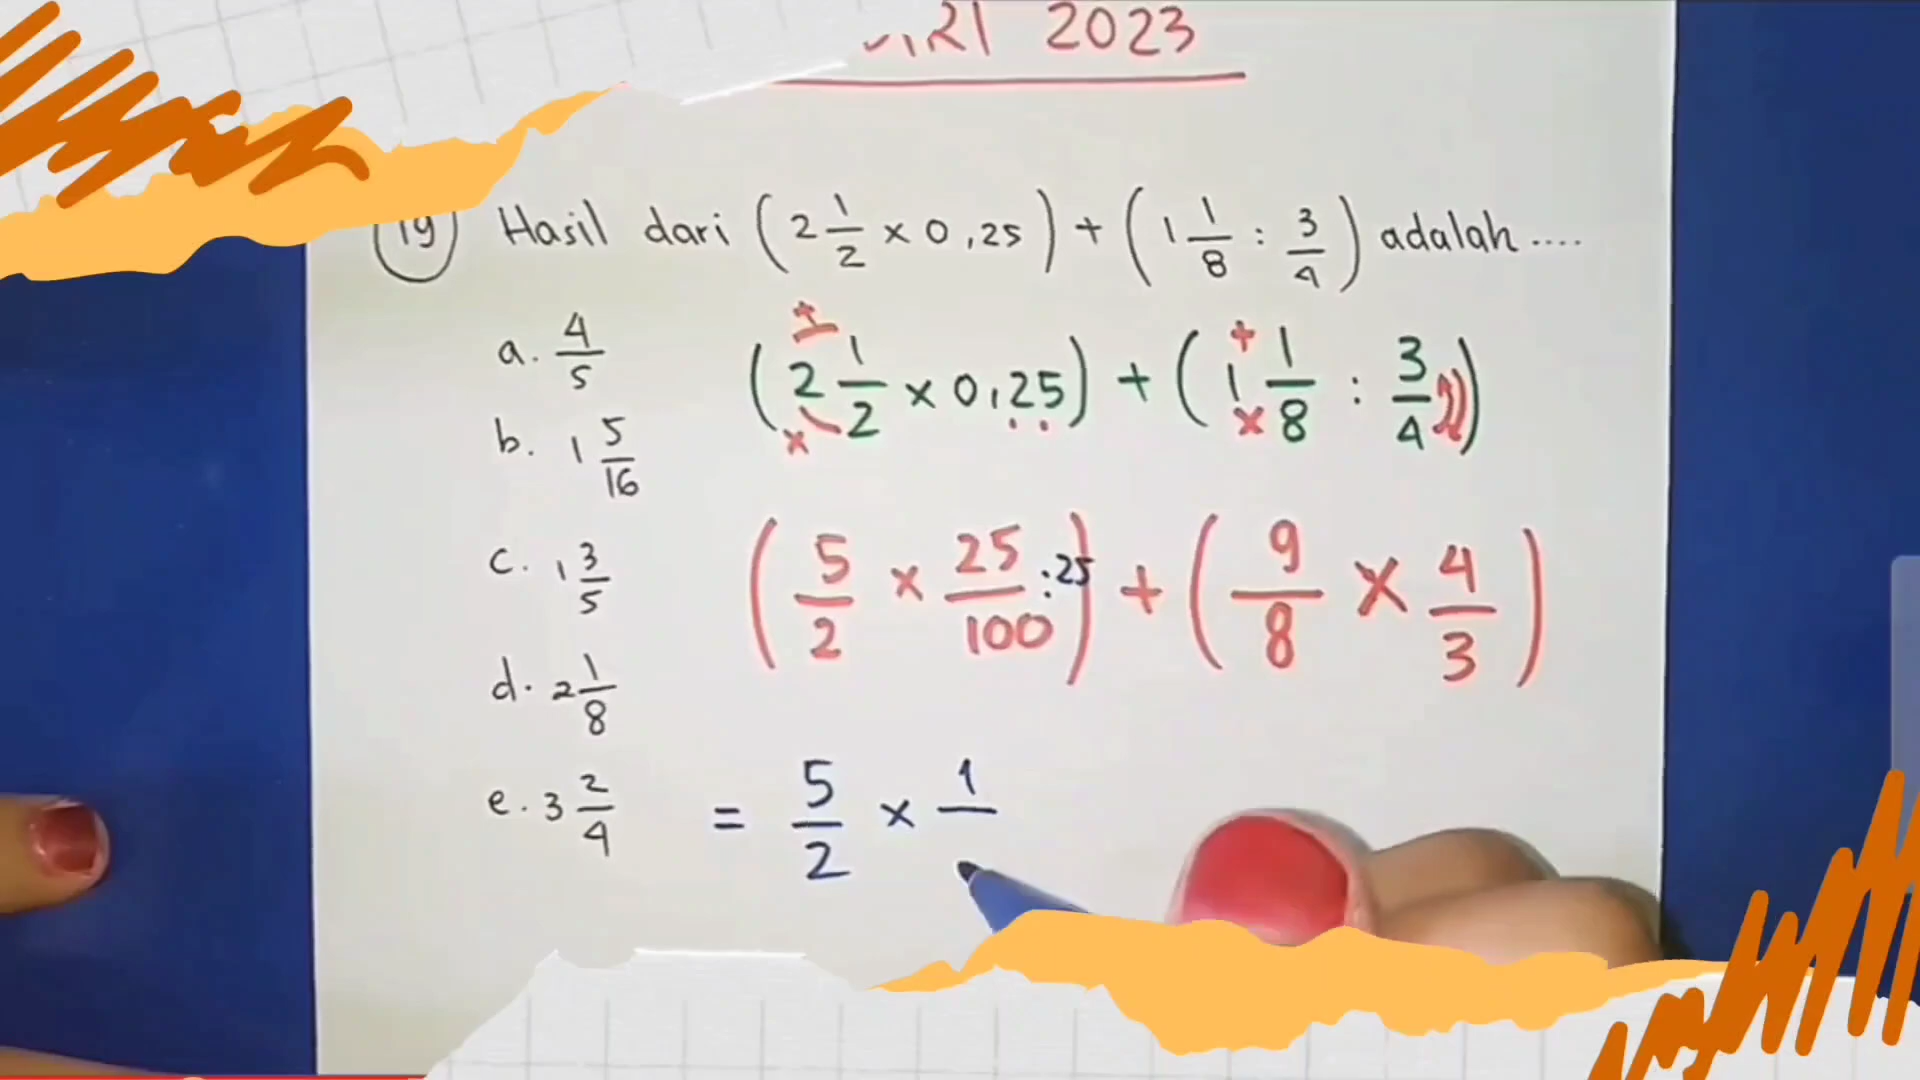 2023
19 Hasil dari (2 1/2 x 0,25) + (1 1/8 : 3/4) adalah ....
a. 4/5
b. 1 5/16
c. 1 3/5
d. 2 1/8
e. 3 2/4
(2 1/2 x 0,25) + (1 1/8 : 3/4)
+ x + x
(5/2 x 25/100) + (9/8 x 4/3)
:25
= 5/2 x 1/